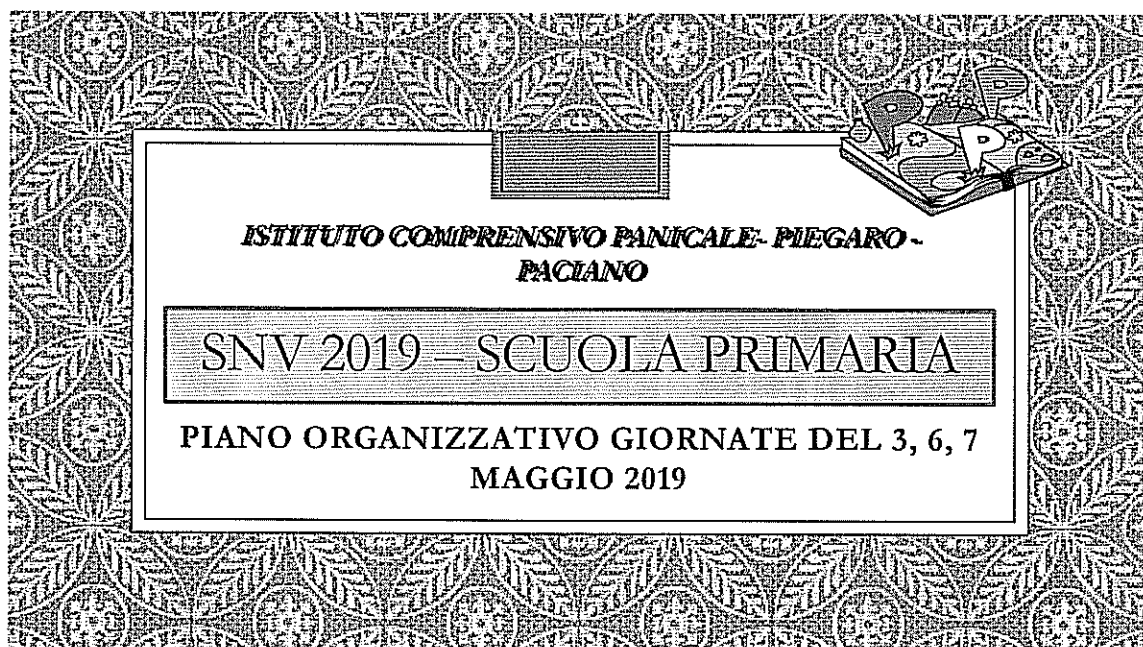 P
P
P
ISTITUTO COMPRENSIVO PANICALE- PIEGARO -
PACIANO
SNV 2019 – SCUOLA PRIMARIA
PIANO ORGANIZZATIVO GIORNATE DEL 3, 6, 7
MAGGIO 2019